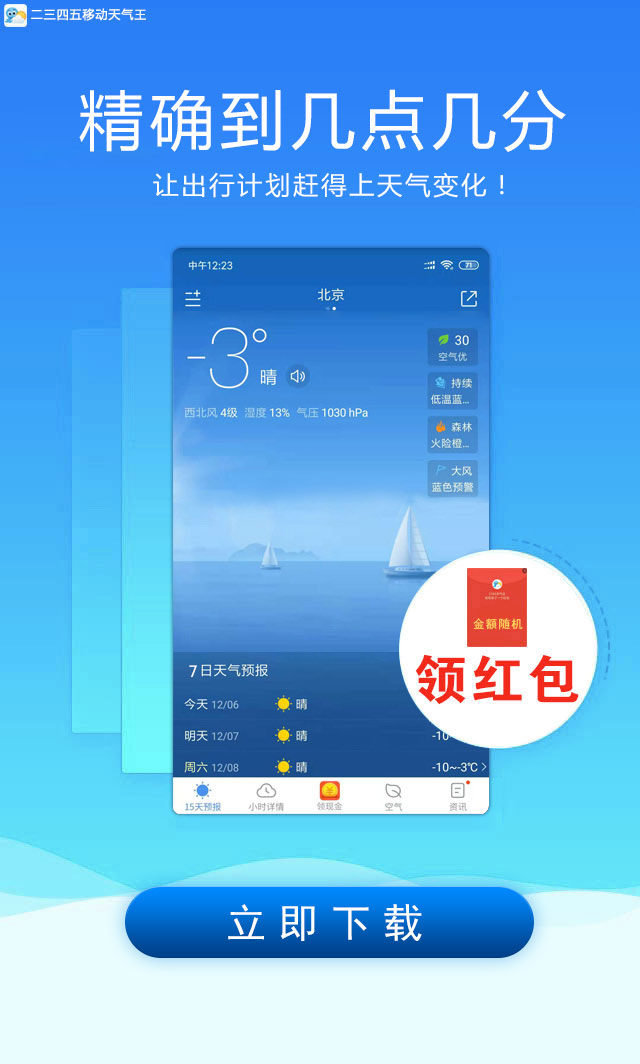 二三四五移动天气王
精确到几点几分
让出行计划赶得上天气变化！
中午12:23
北京
-3°
晴
30
空气优
持续
低温蓝...
西北风 4级 湿度 13% 气压 1030 hPa
森林
火险橙...
大风
蓝色预警
金额随机
领红包
7日天气预报
今天 12/06 晴
明天 12/07 晴 -10~
周六 12/08 晴 -10~-3℃
15天预报 小时详情 领现金 空气 资讯
立即下载